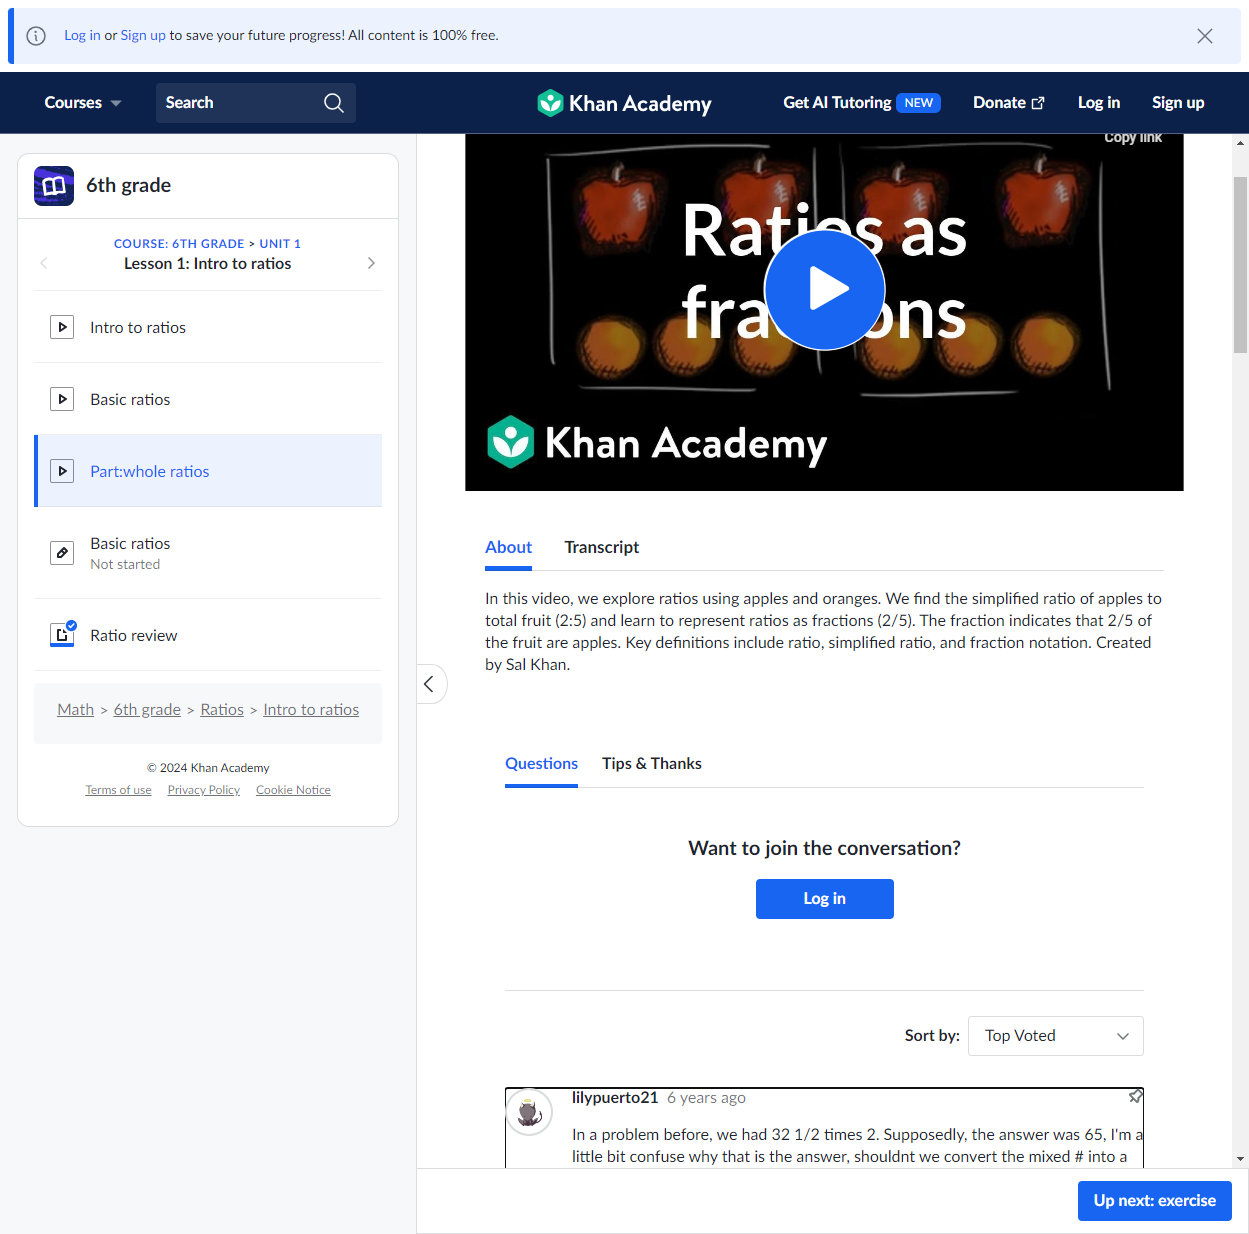 Log in or Sign up to save your future progress! All content is 100% free.
Courses
Search
Khan Academy
Get AI Tutoring NEW
Donate
Log in
Sign up
6th grade
COURSE: 6TH GRADE > UNIT 1
Lesson 1: Intro to ratios
Intro to ratios
Basic ratios
Part:whole ratios
Basic ratios
Not started
Ratio review
Math > 6th grade > Ratios > Intro to ratios
© 2024 Khan Academy
Terms of use Privacy Policy Cookie Notice
Copy link
Ratios as
fractions
Khan Academy
About Transcript
In this video, we explore ratios using apples and oranges. We find the simplified ratio of apples to
total fruit (2:5) and learn to represent ratios as fractions (2/5). The fraction indicates that 2/5 of
the fruit are apples. Key definitions include ratio, simplified ratio, and fraction notation. Created
by Sal Khan.
Questions Tips & Thanks
Want to join the conversation?
Log in
Sort by: Top Voted
lilypuerto21 6 years ago
In a problem before, we had 32 1/2 times 2. Supposedly, the answer was 65, I'm a
little bit confuse why that is the answer, shouldnt we convert the mixed # into a
Up next: exercise